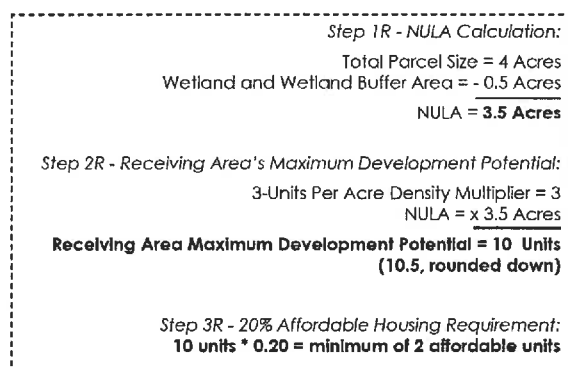 Step 1R - NULA Calculation:
Total Parcel Size = 4 Acres
Wetland and Wetland Buffer Area = - 0.5 Acres
NULA = 3.5 Acres
Step 2R - Receiving Area's Maximum Development Potential:
3-Units Per Acre Density Multiplier = 3
NULA = x 3.5 Acres
Receiving Area Maximum Development Potential = 10 Units
(10.5, rounded down)
Step 3R - 20% Affordable Housing Requirement:
10 units * 0.20 = minimum of 2 affordable units